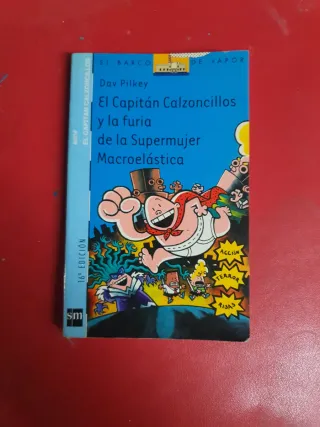 EL BARCO DE VAPOR
Dav Pilkey
El Capitán Calzoncillos
y la furia
de la Supermujer
Macroelástica
ACCIÓN
TERROR
RISAS
16ª EDICIÓN
sm